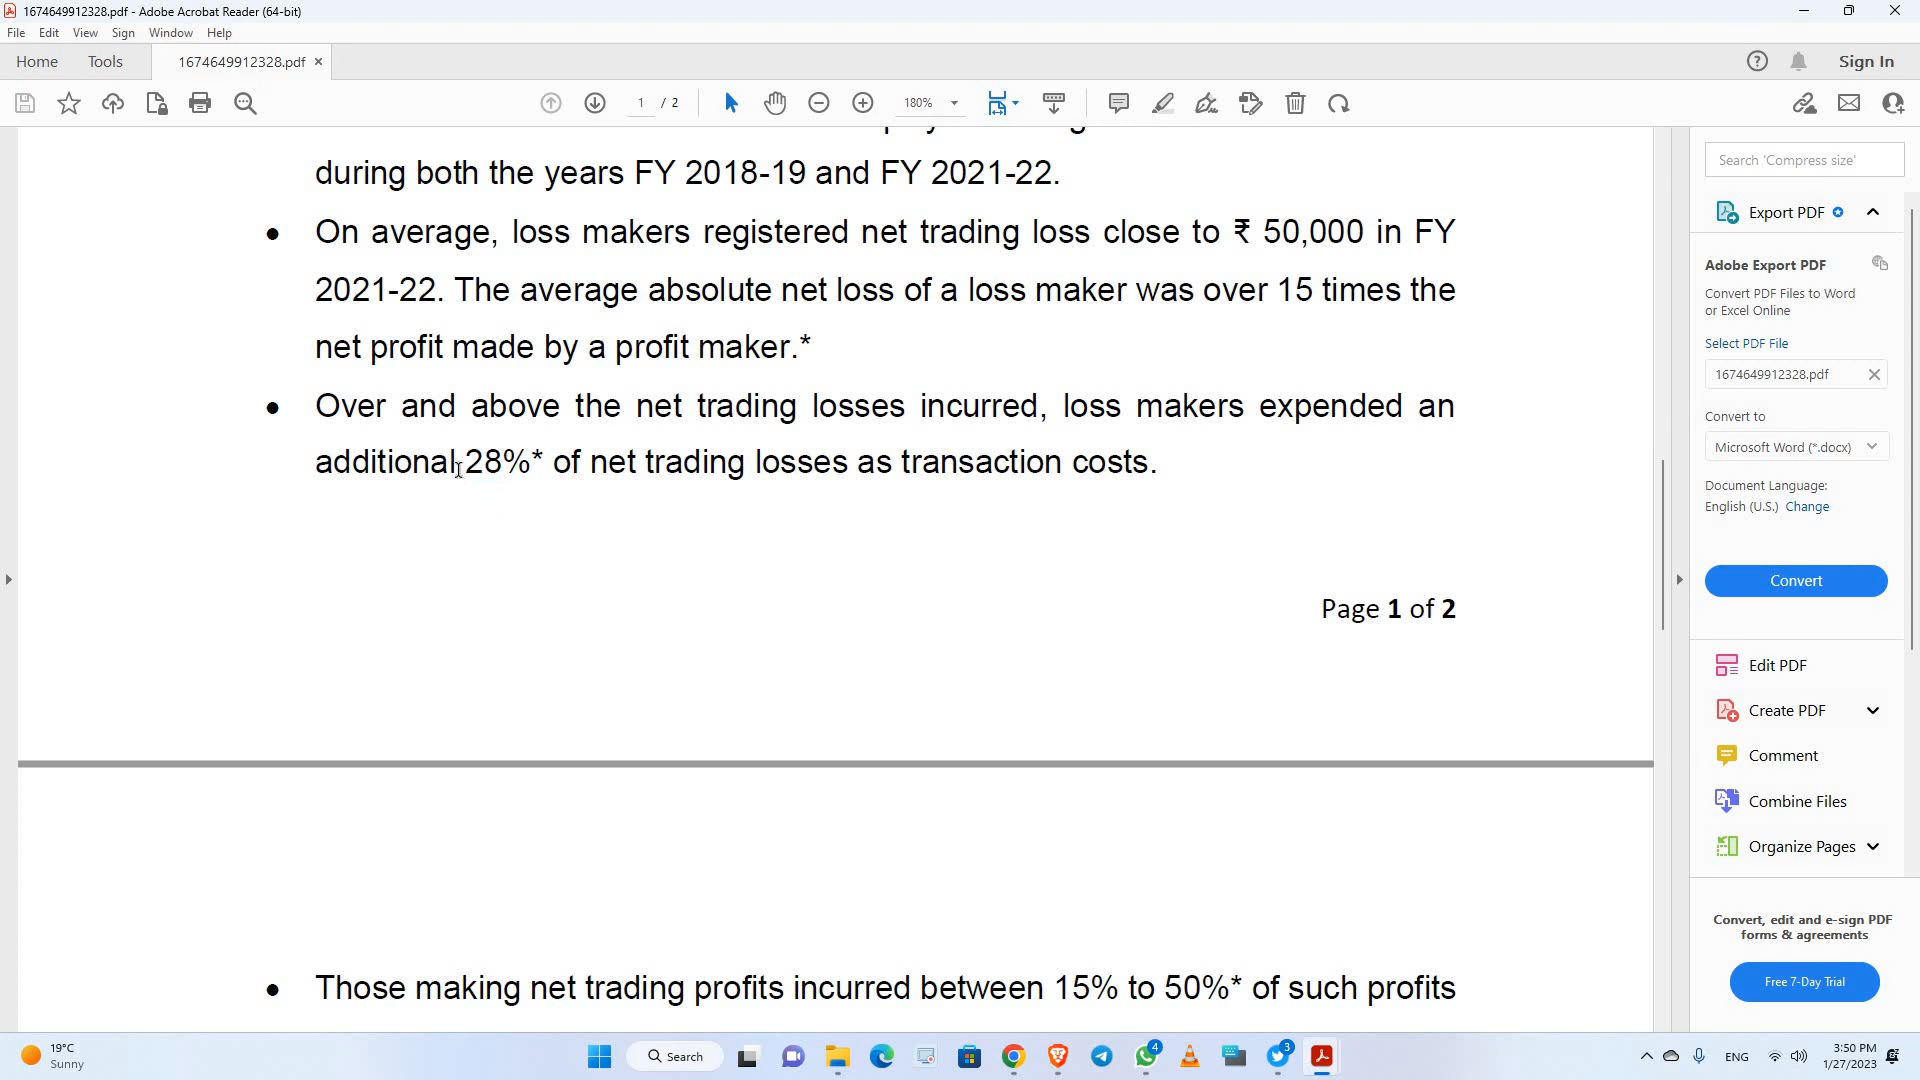 1674649912328.pdf - Adobe Acrobat Reader (64-bit)
File Edit View Sign Window Help
Home Tools 1674649912328.pdf × Sign In
1 / 2 180%
during both the years FY 2018-19 and FY 2021-22.
• On average, loss makers registered net trading loss close to ₹ 50,000 in FY
2021-22. The average absolute net loss of a loss maker was over 15 times the
net profit made by a profit maker.*
• Over and above the net trading losses incurred, loss makers expended an
additional 28%* of net trading losses as transaction costs.
Page 1 of 2
• Those making net trading profits incurred between 15% to 50%* of such profits
Search 'Compress size'
Export PDF
Adobe Export PDF
Convert PDF Files to Word
or Excel Online
Select PDF File
1674649912328.pdf
Convert to
Microsoft Word (*.docx)
Document Language:
English (U.S.) Change
Convert
Edit PDF
Create PDF
Comment
Combine Files
Organize Pages
Convert, edit and e-sign PDF
forms & agreements
Free 7-Day Trial
19°C
Sunny
Search
4
3
ENG
3:50 PM
1/27/2023